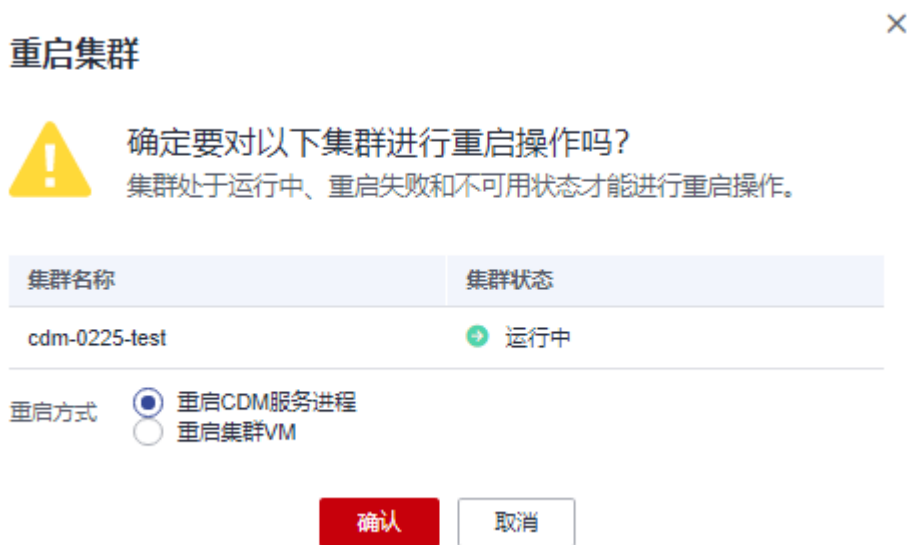 重启集群
确定要对以下集群进行重启操作吗?
集群处于运行中、重启失败和不可用状态才能进行重启操作。
集群名称 集群状态
cdm-0225-test 运行中
重启方式 重启CDM服务进程
重启集群VM
确认 取消